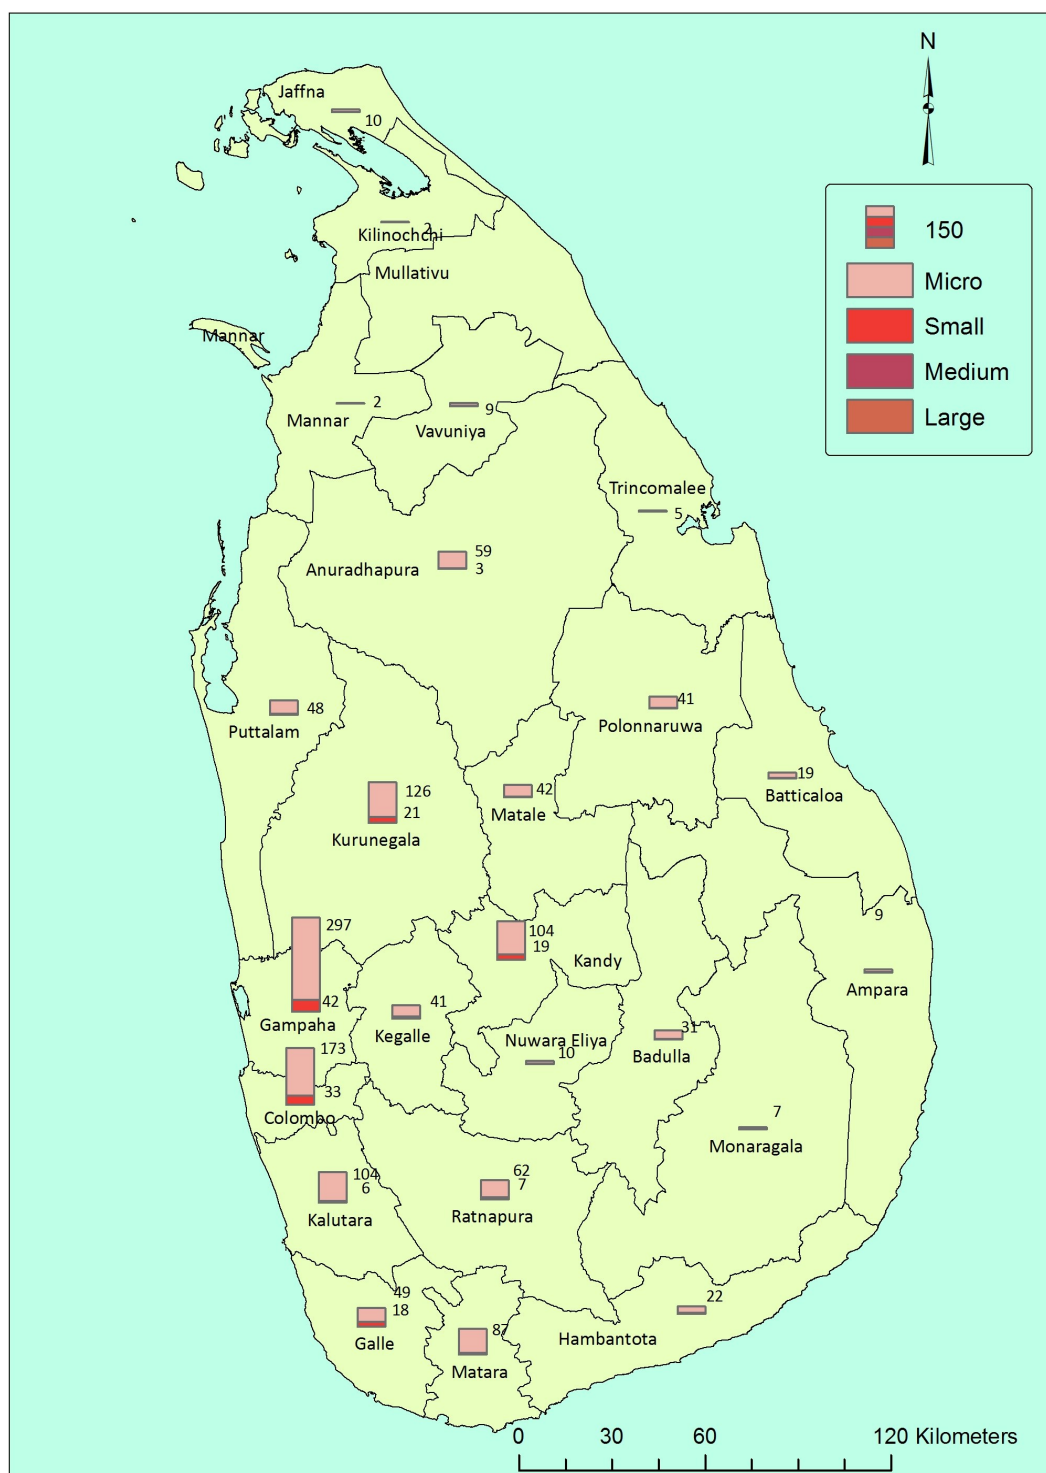 N
Jaffna
10
2
Kilinochchi
Mullativu
Mannar
2
Mannar
9
Vavuniya
Trincomalee
5
59
Anuradhapura
3
48
Puttalam
41
Polonnaruwa
19
Batticaloa
126
21
Kurunegala
42
Matale
297
42
Gampaha
104
19
Kandy
9
Ampara
41
Kegalle
Nuwara Eliya
10
31
Badulla
173
33
Colombo
7
Monaragala
104
6
Kalutara
62
7
Ratnapura
49
18
Galle
87
Matara
22
Hambantota
150
Micro
Small
Medium
Large
0 30 60 120 Kilometers